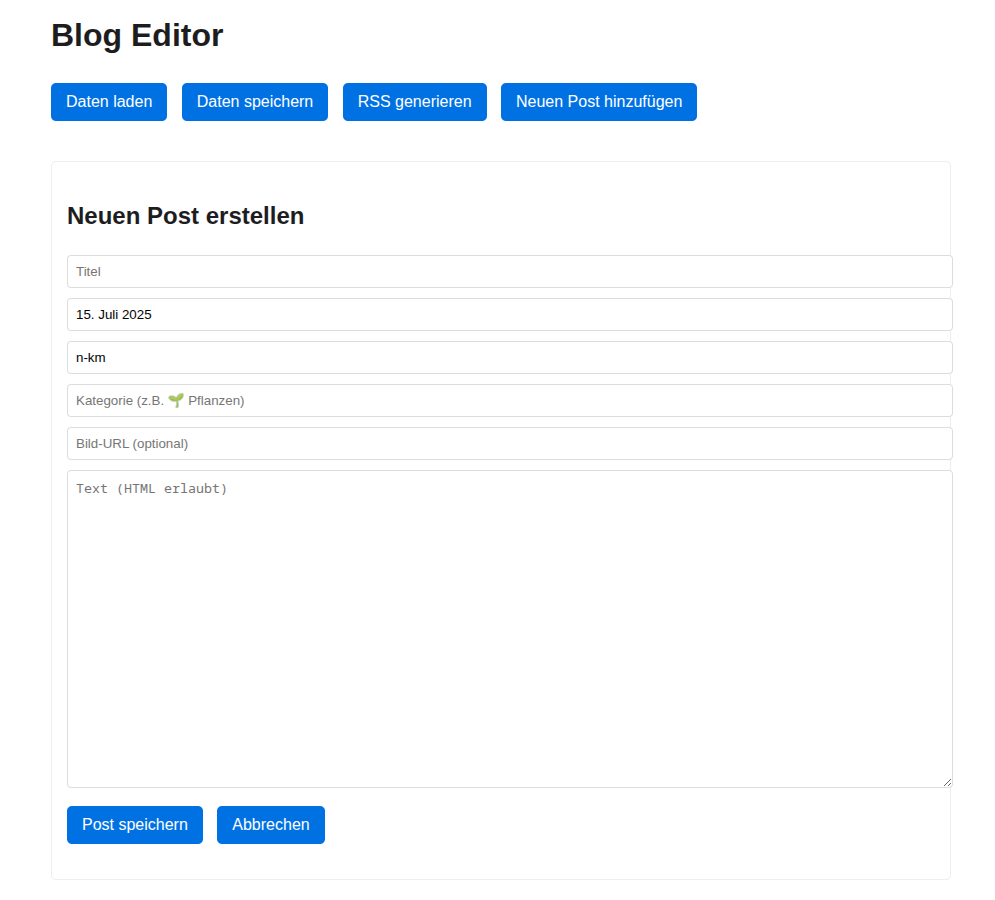 Blog Editor
Daten laden Daten speichern RSS generieren Neuen Post hinzufügen
Neuen Post erstellen
Titel
15. Juli 2025
n-km
Kategorie (z.B. 🌱 Pflanzen)
Bild-URL (optional)
Text (HTML erlaubt)
Post speichern Abbrechen